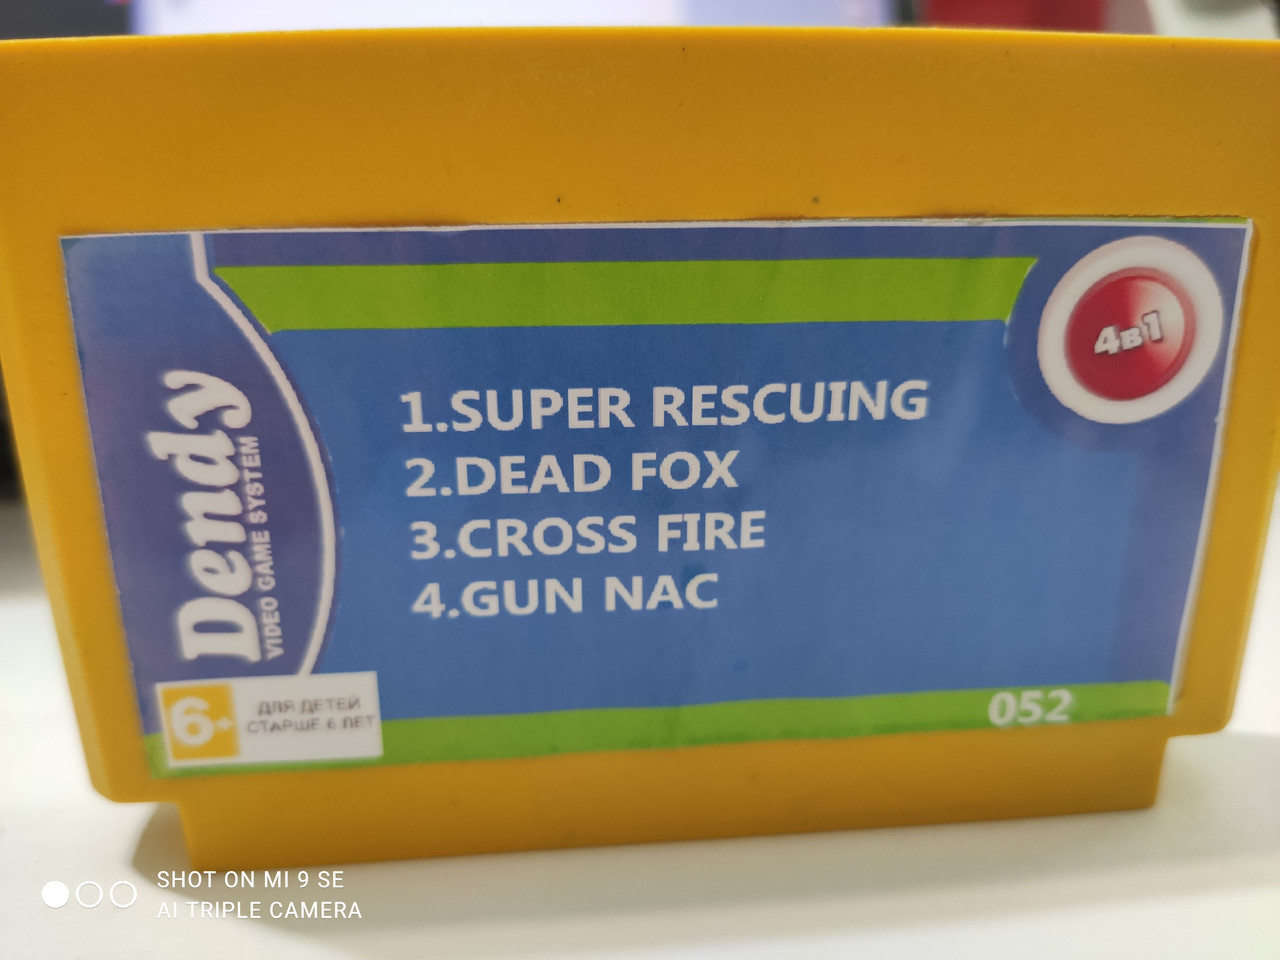 Dendy
VIDEO GAME SYSTEM
4в1
1.SUPER RESCUING
2.DEAD FOX
3.CROSS FIRE
4.GUN NAC
052
6+
ДЛЯ ДЕТЕЙ
СТАРШЕ 6 ЛЕТ
SHOT ON MI 9 SE
AI TRIPLE CAMERA